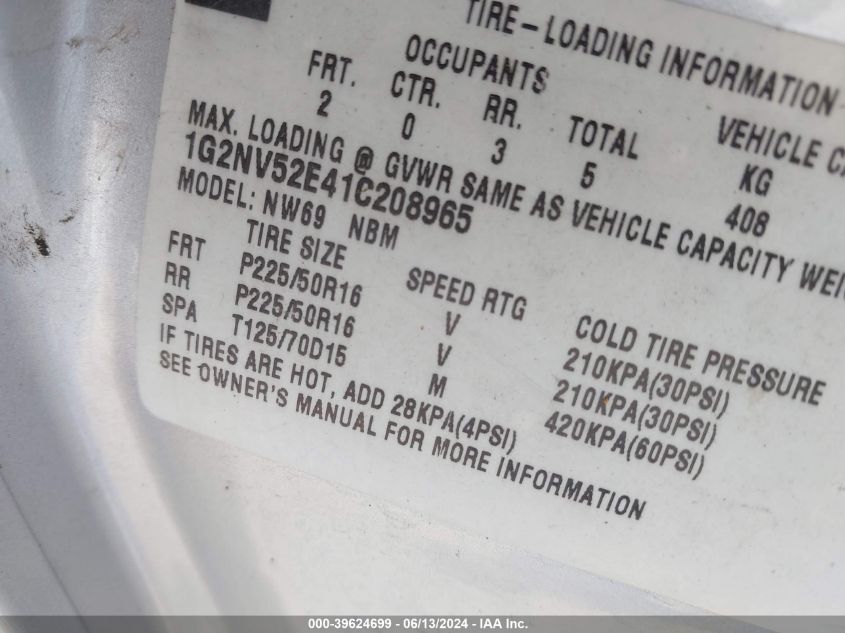 TIRE-LOADING INFORMATION
OCCUPANTS VEHICLE
FRT. CTR. RR. TOTAL KG
2 0 3 5 408
MAX. LOADING @ GVWR SAME AS VEHICLE CAPACITY
1G2NV52E41C208965
MODEL: NW69 NBM
TIRE SIZE SPEED RTG COLD TIRE PRESSURE
FRT P225/50R16 V 210KPA(30PSI)
RR P225/50R16 V 210KPA(30PSI)
SPA T125/70D15 M 420KPA(60PSI)
IF TIRES ARE HOT, ADD 28KPA(4PSI)
SEE OWNER'S MANUAL FOR MORE INFORMATION
000-39624699 - 06/13/2024 - IAA Inc.